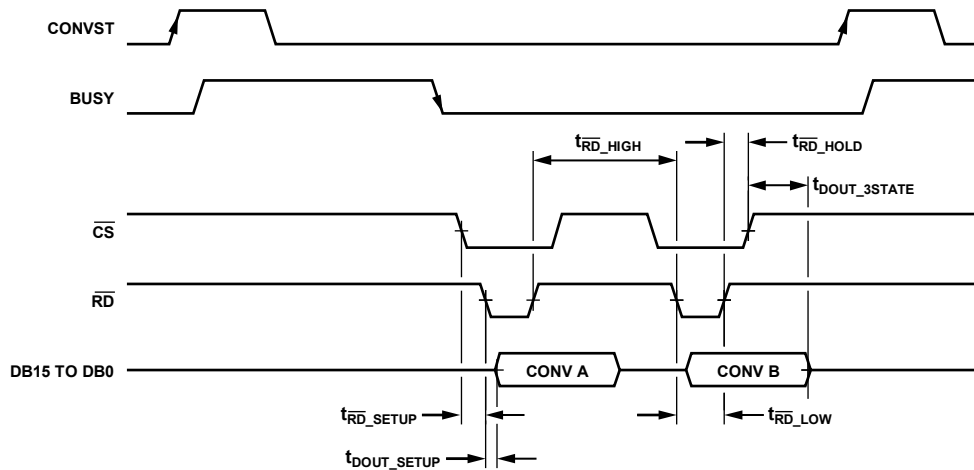 CONVST
BUSY
tRD_HIGH
tRD_HOLD
tDOUT_3STATE
CS
RD
DB15 TO DB0
CONV A
CONV B
tRD_SETUP
tRD_LOW
tDOUT_SETUP